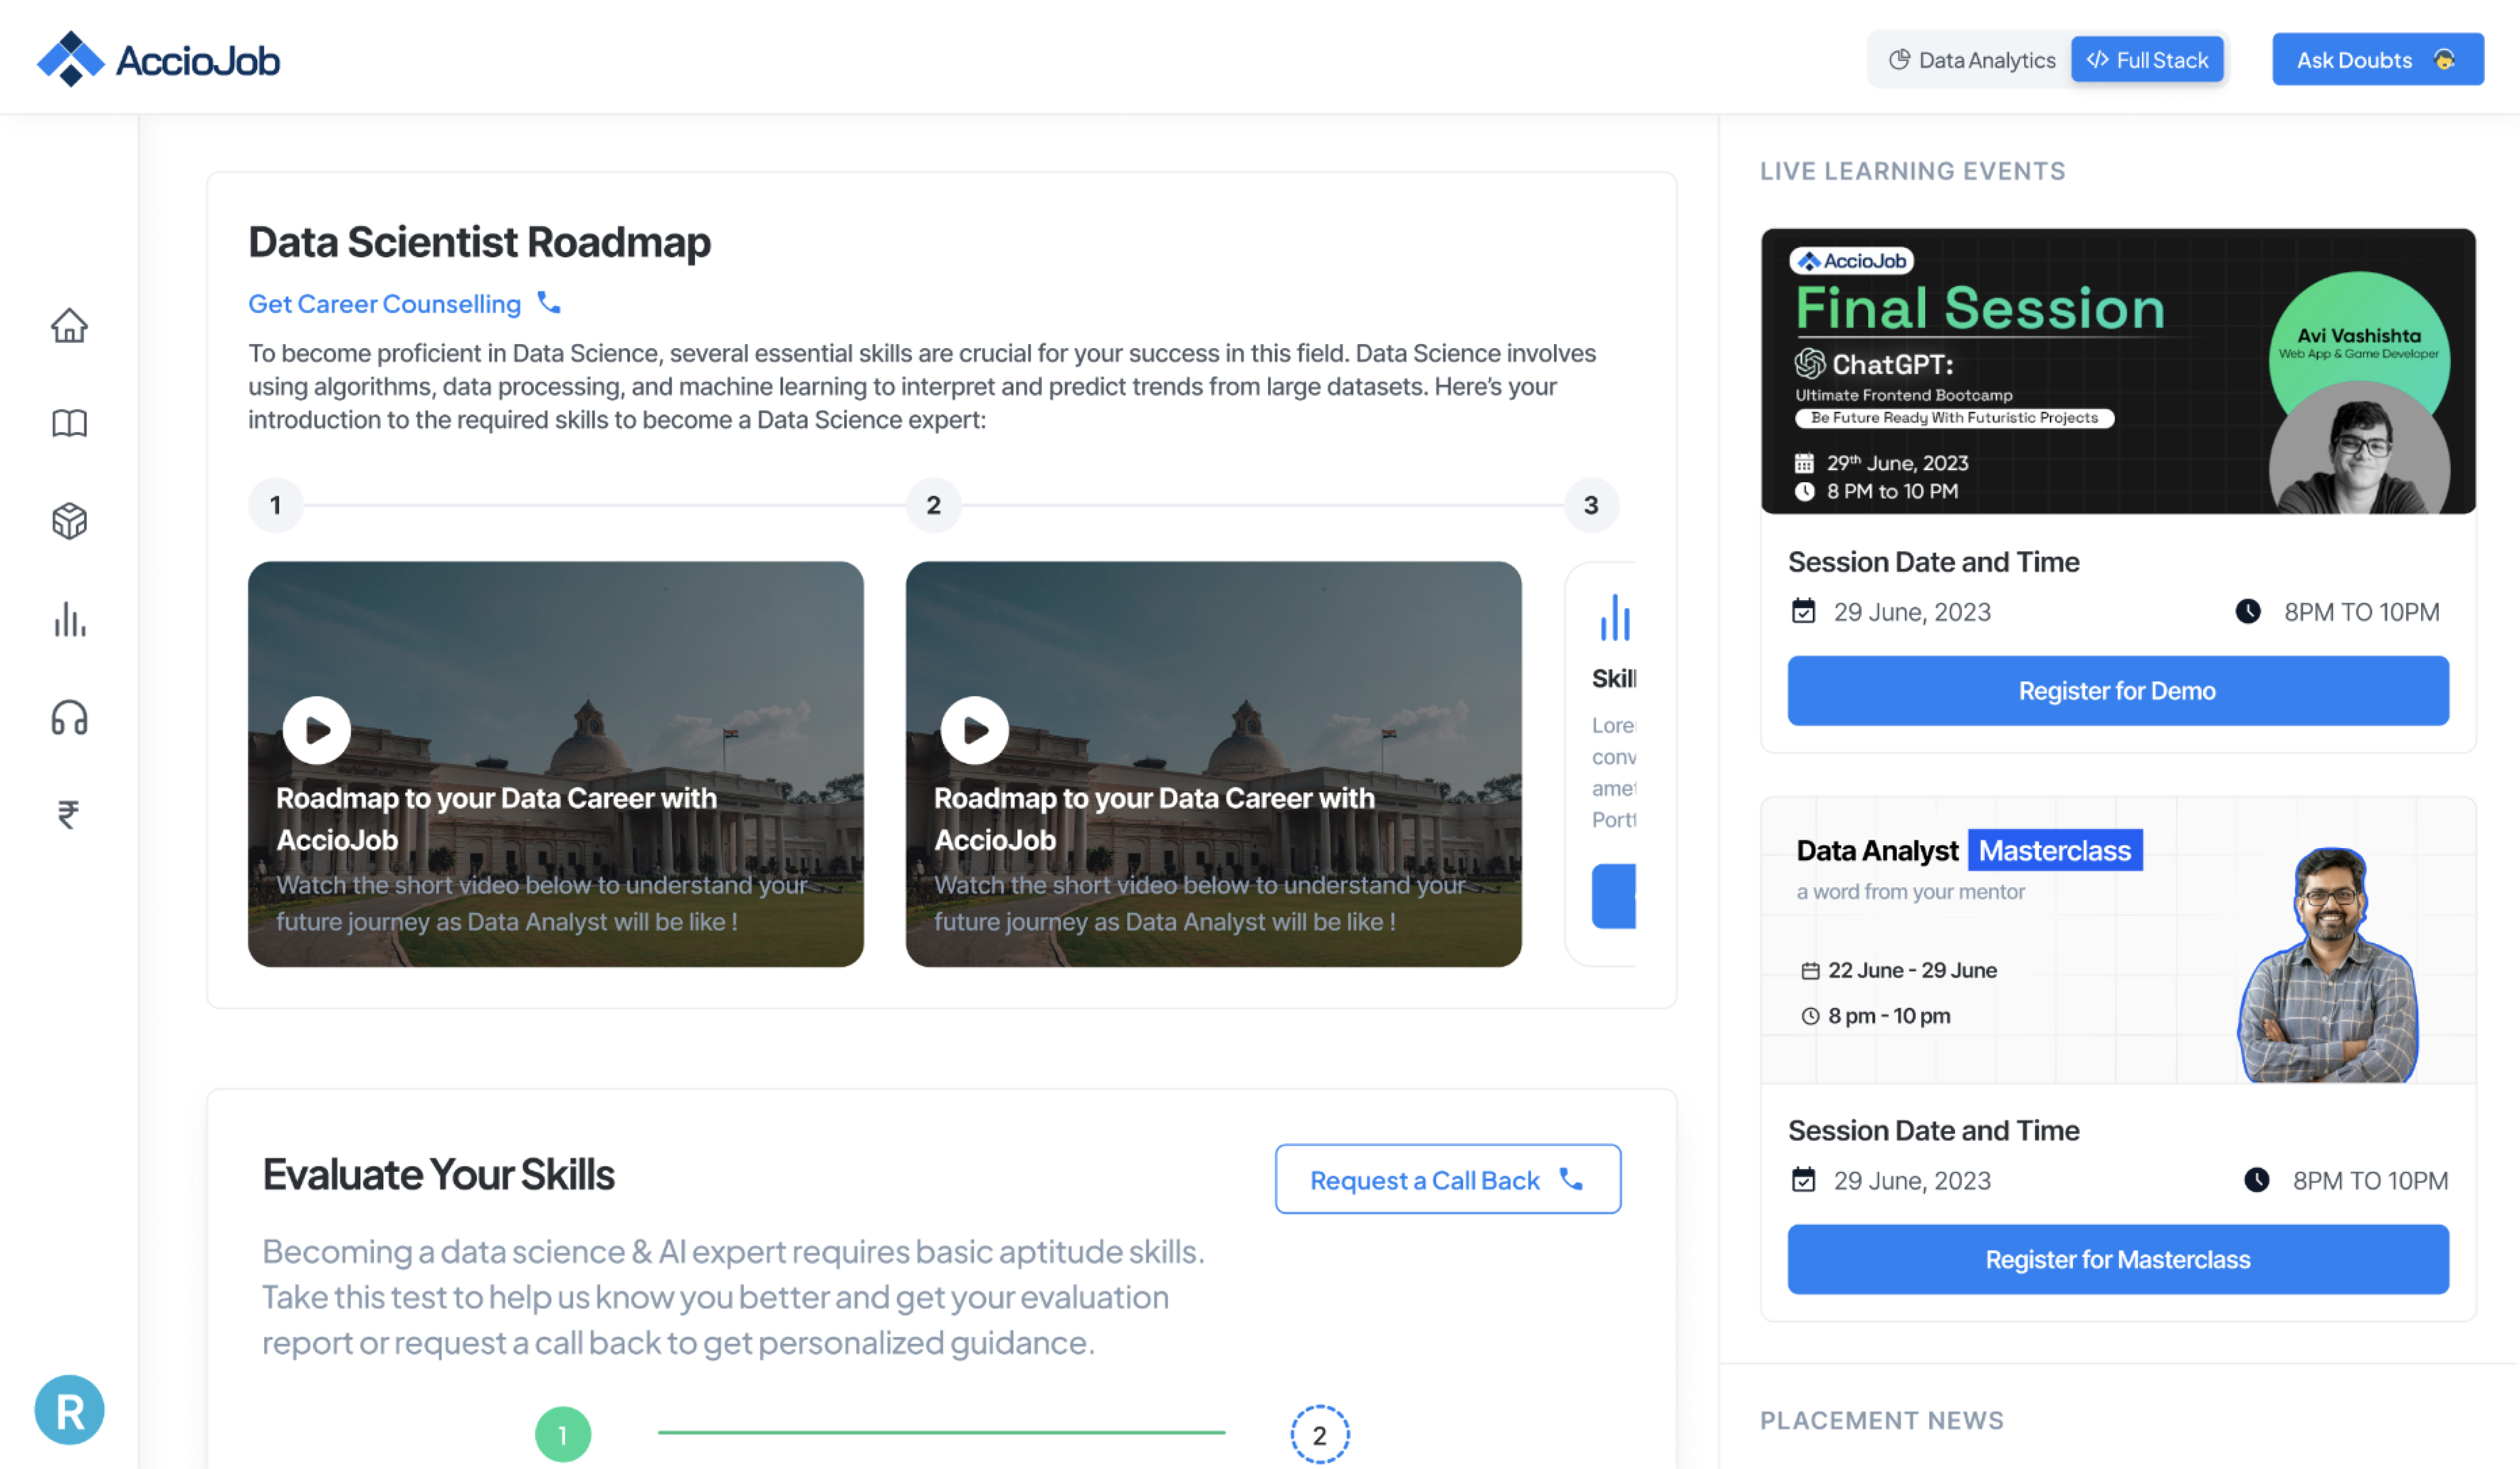 AccioJob
Data Analytics
Full Stack
Ask Doubts
Data Scientist Roadmap
Get Career Counselling
To become proficient in Data Science, several essential skills are crucial for your success in this field. Data Science involves
using algorithms, data processing, and machine learning to interpret and predict trends from large datasets. Here’s your
introduction to the required skills to become a Data Science expert:
1
2
3
Roadmap to your Data Career with
AccioJob
Watch the short video below to understand your
future journey as Data Analyst will be like !
Roadmap to your Data Career with
AccioJob
Watch the short video below to understand your
future journey as Data Analyst will be like !
Skill
Lore
conv
amet
Portt
Evaluate Your Skills
Request a Call Back
Becoming a data science & AI expert requires basic aptitude skills.
Take this test to help us know you better and get your evaluation
report or request a call back to get personalized guidance.
1
2
R
LIVE LEARNING EVENTS
AccioJob
Final Session
ChatGPT:
Ultimate Frontend Bootcamp
Be Future Ready With Futuristic Projects
29th June, 2023
8 PM to 10 PM
Avi Vashishta
Web App & Game Developer
Session Date and Time
29 June, 2023
8PM TO 10PM
Register for Demo
Data Analyst Masterclass
a word from your mentor
22 June - 29 June
8 pm - 10 pm
Session Date and Time
29 June, 2023
8PM TO 10PM
Register for Masterclass
PLACEMENT NEWS